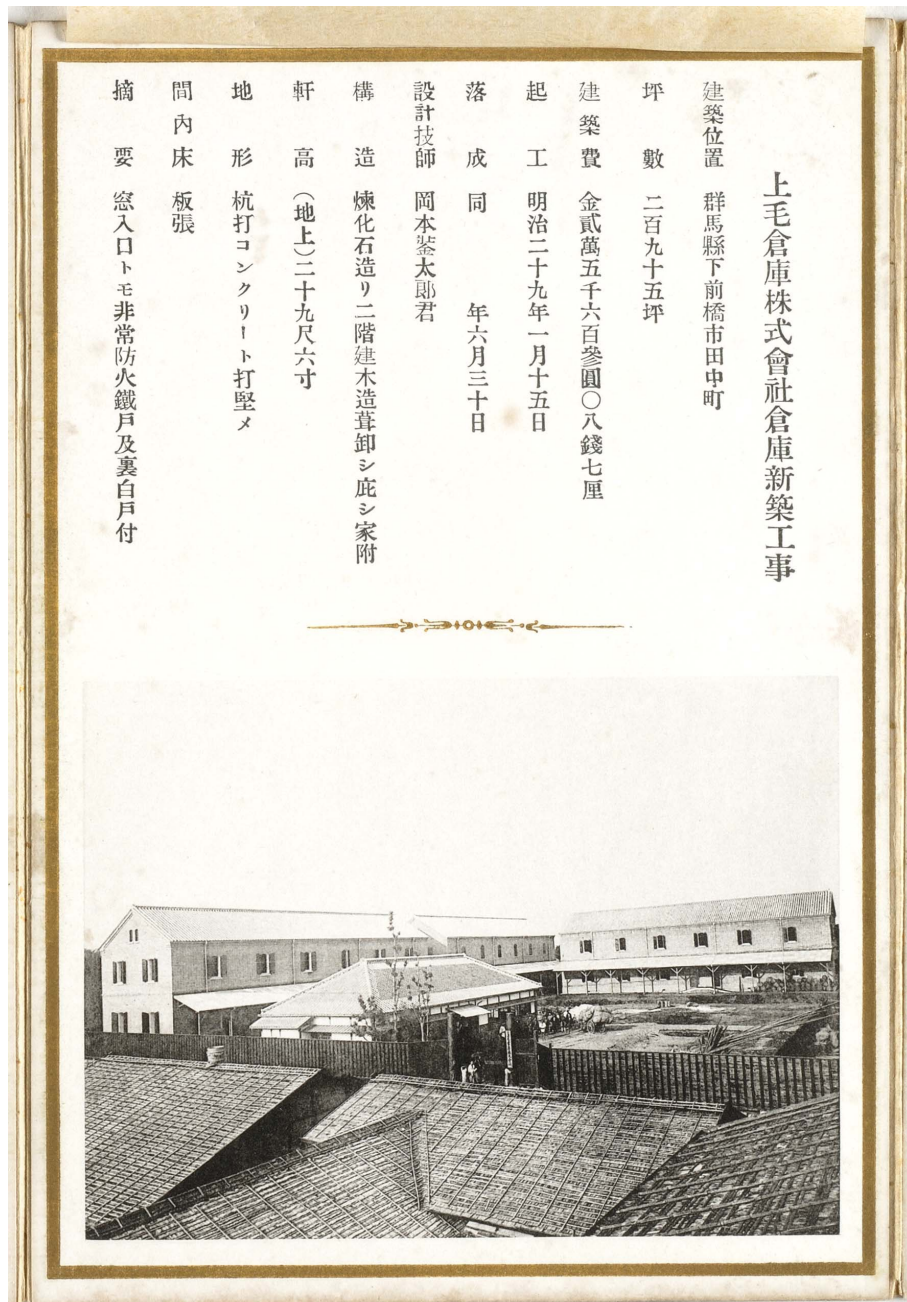 上毛倉庫株式會社倉庫新築工事
建築位置　群馬縣下前橋市田中町
坪數　二百九十五坪
建築費　金貳萬五千六百參圓〇八錢七厘
起工　明治二十九年一月十五日
落成　同　年六月三十日
設計技師　岡本鋆太郞君
構造　煉化石造リ二階建木造葺卸シ庇シ家附
軒高　(地上)二十九尺六寸
地形　杭打コンクリート打堅メ
間內床　板張
摘要　窓入口トモ非常防火鐵戸及裏白戸付